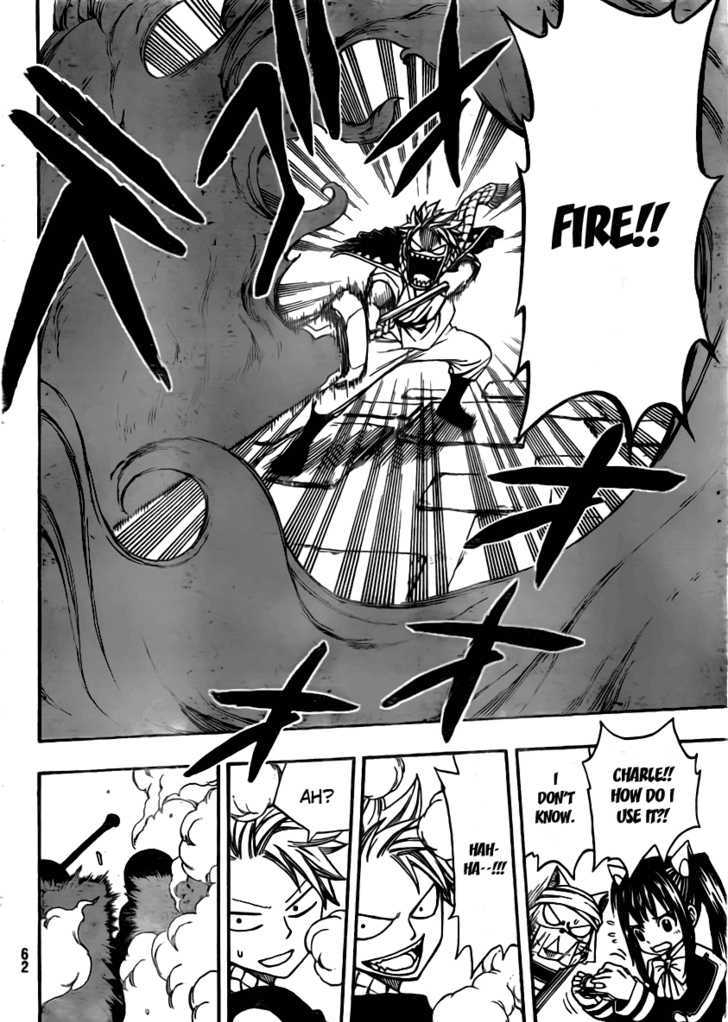 FIRE!!
CHARLE!!
HOW DO I
USE IT?!
I
DON'T
KNOW.
HAH-
HA--!!!
AH?
62